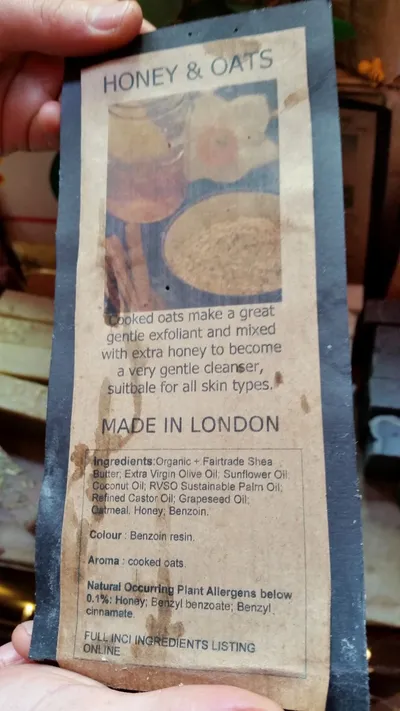 HONEY & OATS
Cooked oats make a great
gentle exfoliant and mixed
with extra honey to become
a very gentle cleanser,
suitbale for all skin types.
MADE IN LONDON
Ingredients:Organic + Fairtrade Shea
Butter; Extra Virgin Olive Oil; Sunflower Oil;
Coconut Oil; RVSO Sustainable Palm Oil;
Refined Castor Oil; Grapeseed Oil;
Oatmeal, Honey; Benzoin.
Colour : Benzoin resin.
Aroma : cooked oats
Natural Occurring Plant Allergens below
0.1%: Honey; Benzyl benzoate; Benzyl
cinnamate.
FULL INCI INGREDIENTS LISTING
ONLINE